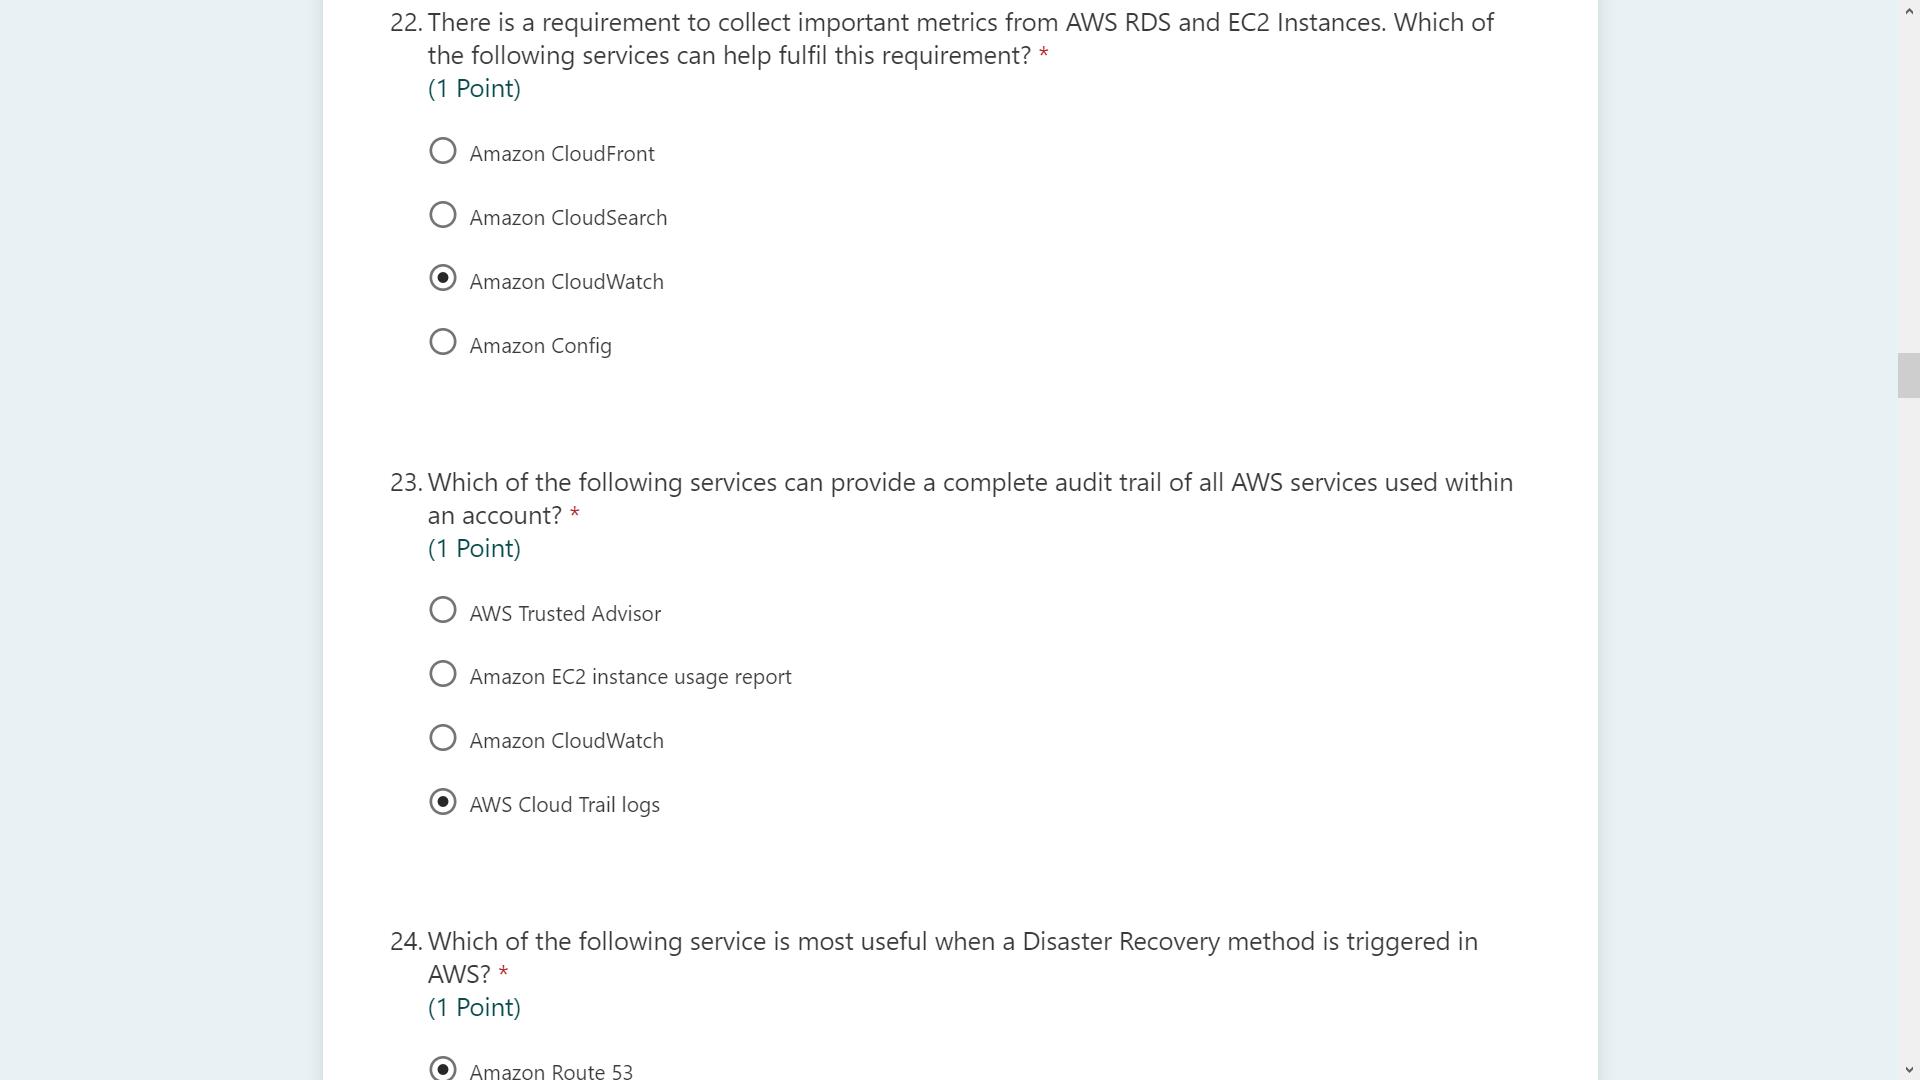 22. There is a requirement to collect important metrics from AWS RDS and EC2 Instances. Which of
the following services can help fulfil this requirement? *
(1 Point)
Amazon CloudFront
Amazon CloudSearch
Amazon CloudWatch
Amazon Config
23. Which of the following services can provide a complete audit trail of all AWS services used within
an account? *
(1 Point)
AWS Trusted Advisor
Amazon EC2 instance usage report
Amazon CloudWatch
AWS Cloud Trail logs
24. Which of the following service is most useful when a Disaster Recovery method is triggered in
AWS? *
(1 Point)
Amazon Route 53